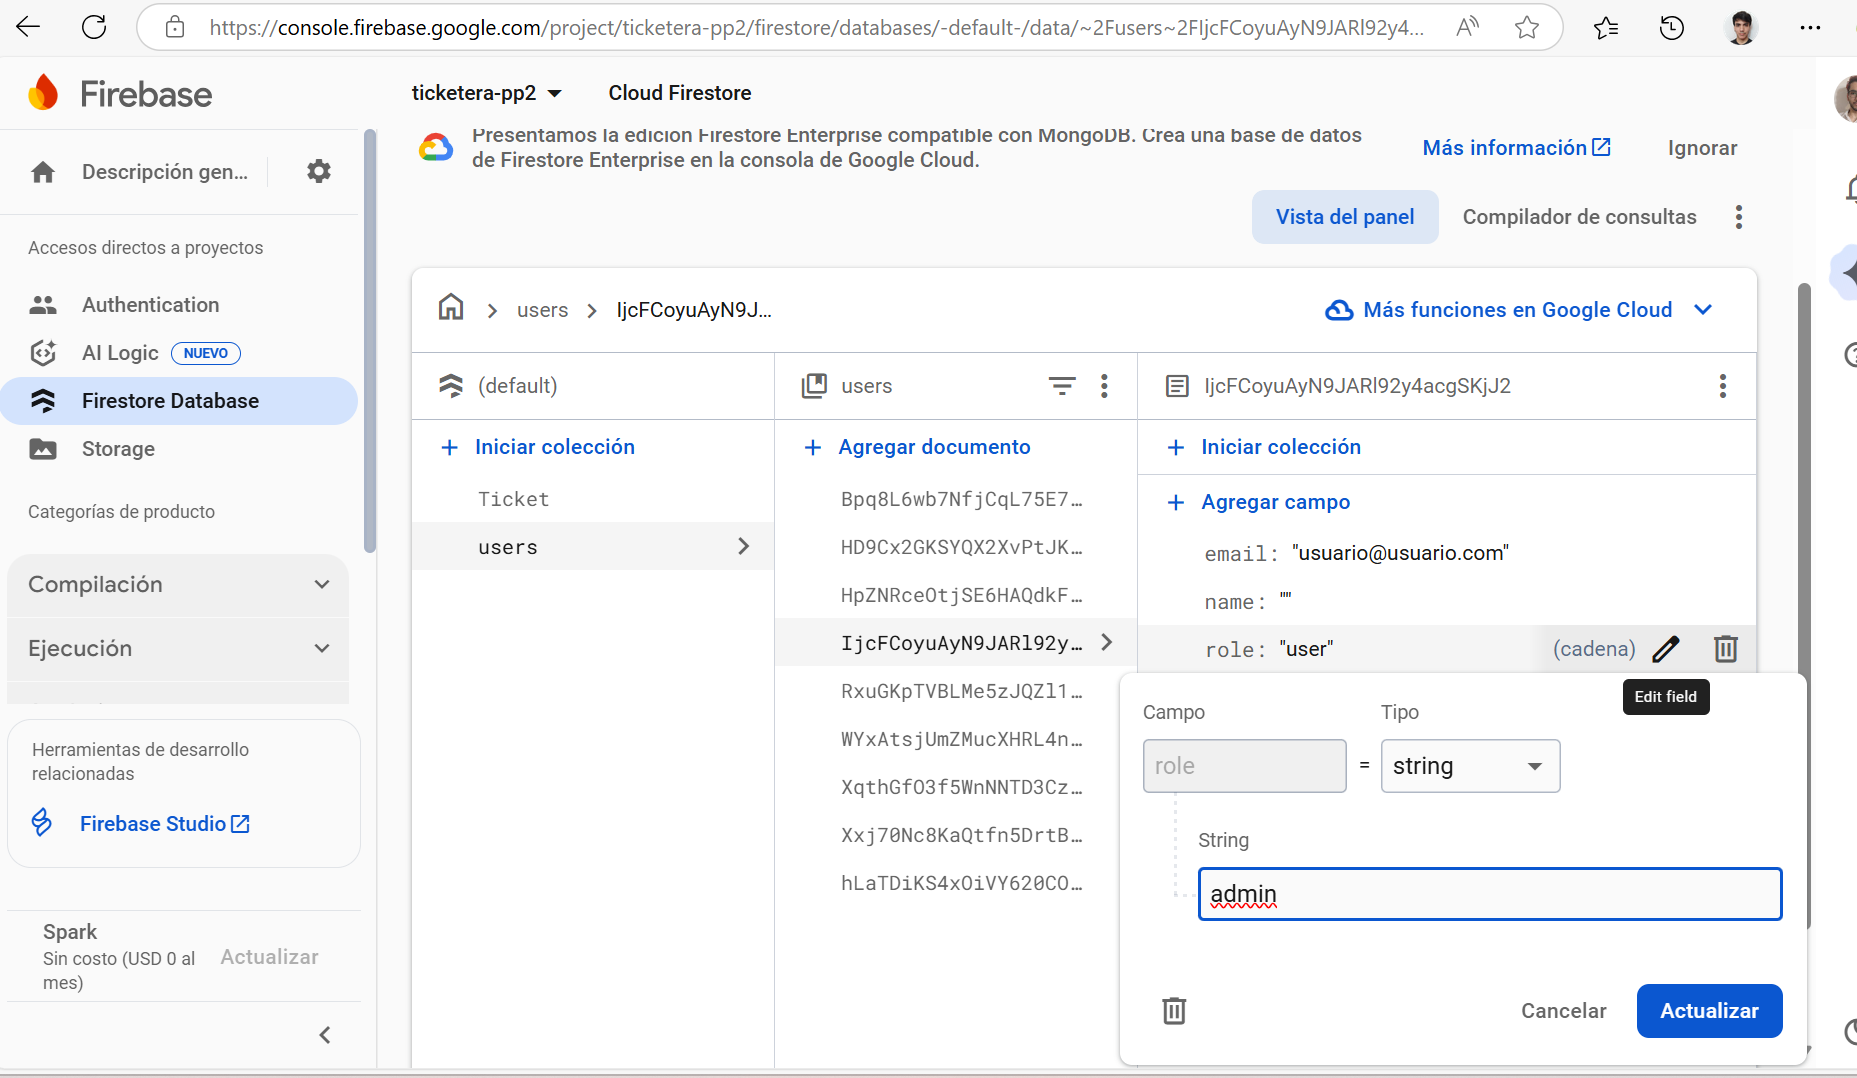 https://console.firebase.google.com/project/ticketera-pp2/firestore/databases/-default-/data/~2Fusers~2FIjcFCoyuAyN9JARl92y4...
Firebase
ticketera-pp2
Cloud Firestore
Presentamos la edición Firestore Enterprise compatible con MongoDB. Crea una base de datos
de Firestore Enterprise en la consola de Google Cloud.
Más información
Ignorar
Descripción gen...
Vista del panel
Compilador de consultas
Accesos directos a proyectos
Authentication
AI Logic
NUEVO
Firestore Database
Storage
Categorías de producto
Compilación
Ejecución
Herramientas de desarrollo
relacionadas
Firebase Studio
Spark
Sin costo (USD 0 al
mes)
Actualizar
users
IjcFCoyuAyN9J...
Más funciones en Google Cloud
(default)
Iniciar colección
Ticket
users
users
Agregar documento
Bpq8L6wb7NfjCqL75E7...
HD9Cx2GKSYQX2XvPtJK...
HpZNRceOtjSE6HAQdkF...
IjcFCoyuAyN9JARl92y...
RxuGKpTVBLMe5zJQZl1...
WYxAtsjUmZMucXHRL4n...
XqthGfO3f5WnNNTD3Cz...
Xxj70Nc8KaQtfn5DrtB...
hLaTDiKS4xOiVY620CO...
IjcFCoyuAyN9JARl92y4acgSKjJ2
Iniciar colección
Agregar campo
email: "usuario@usuario.com"
name: ""
role: "user"
(cadena)
Edit field
Campo
Tipo
role
=
string
String
admin
Cancelar
Actualizar